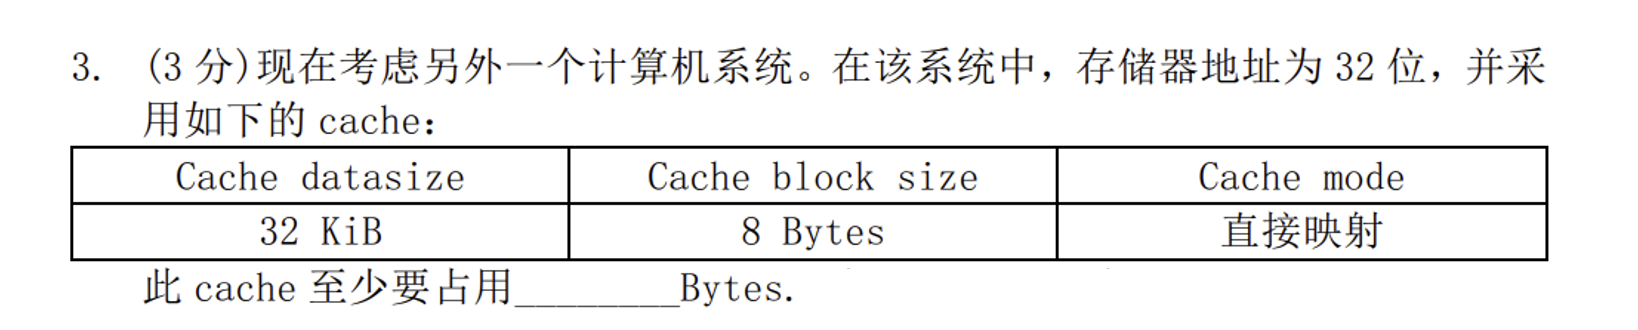 3. (3 分)现在考虑另外一个计算机系统。在该系统中，存储器地址为 32 位，并采
用如下的 cache：
Cache datasize Cache block size Cache mode
32 KiB 8 Bytes 直接映射
此 cache 至少要占用________Bytes.